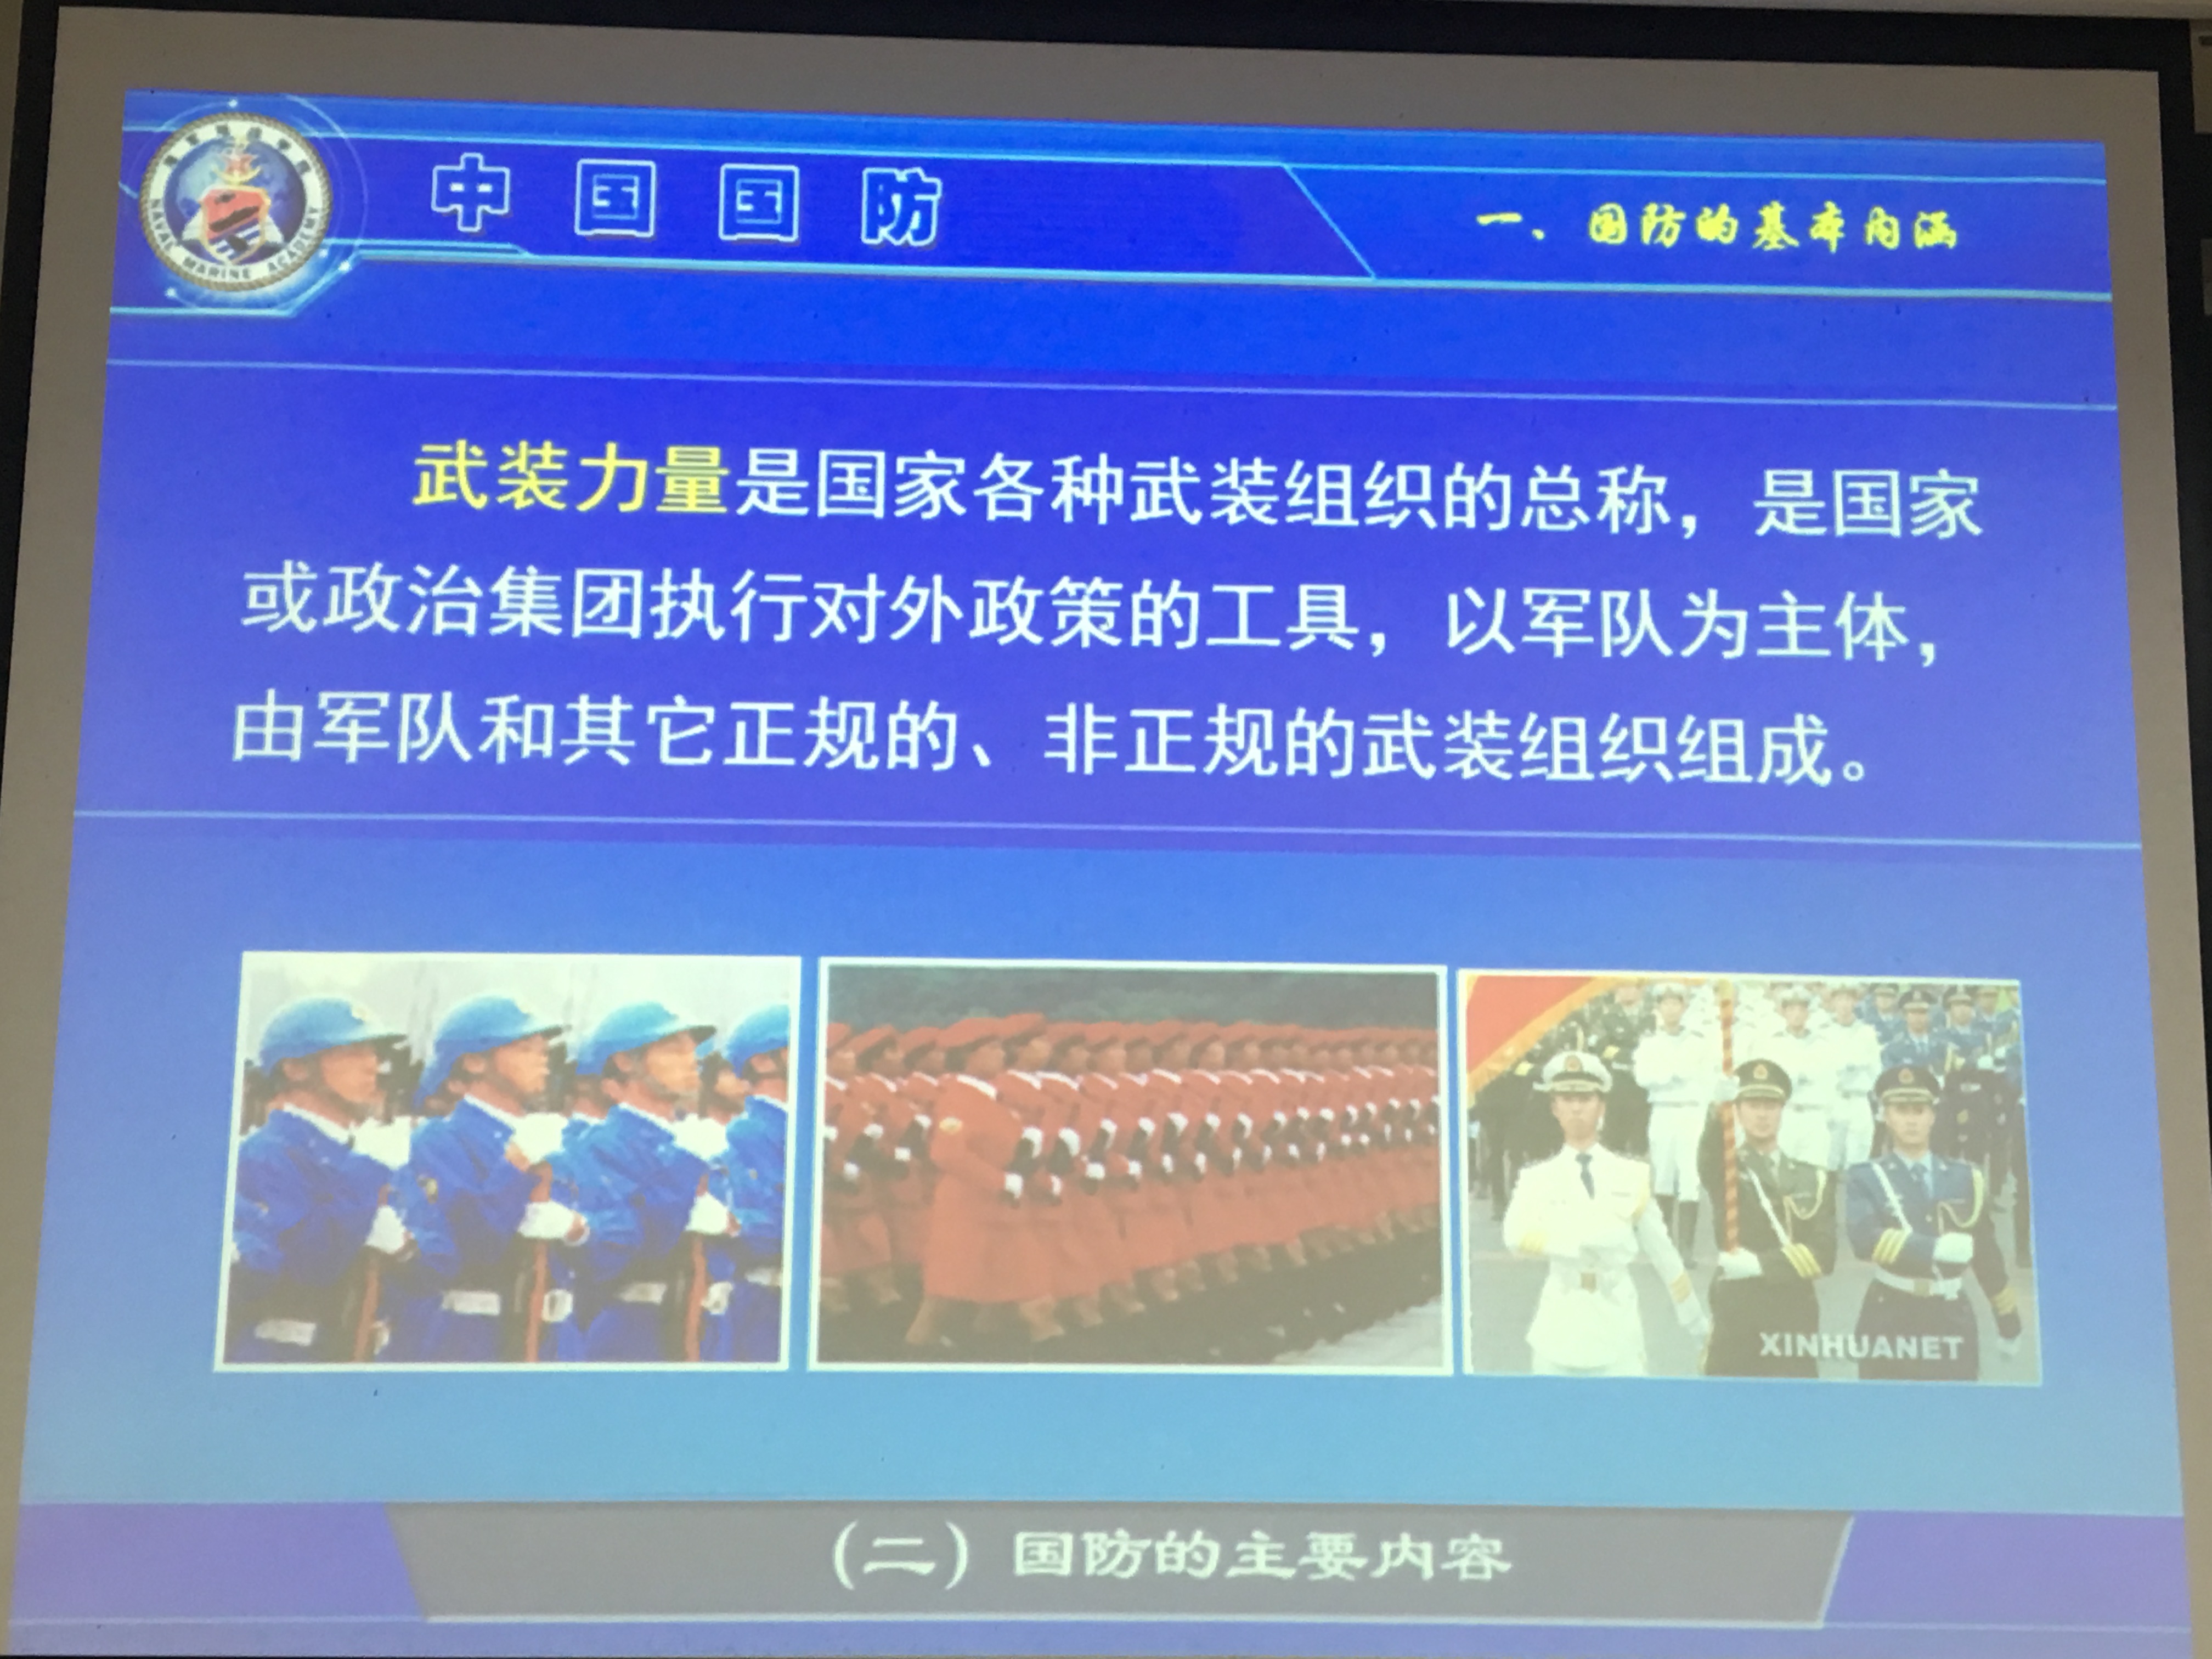 中国国防
一、国防的基本内涵
NAVAL MARINE ACADEMY
武装力量是国家各种武装组织的总称，是国家
或政治集团执行对外政策的工具，以军队为主体，
由军队和其它正规的、非正规的武装组织组成。
XINHUANET
（二）国防的主要内容